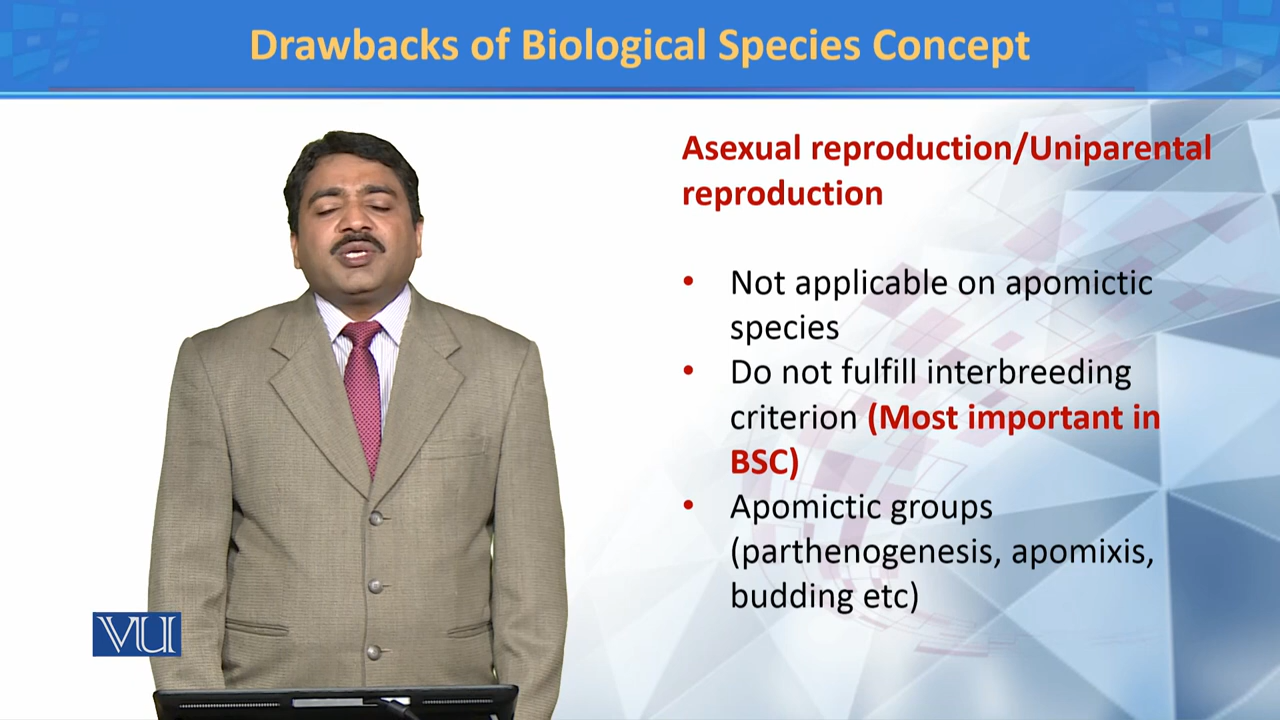 Drawbacks of Biological Species Concept
Asexual reproduction/Uniparental
reproduction
• Not applicable on apomictic
species
• Do not fulfill interbreeding
criterion (Most important in
BSC)
• Apomictic groups
(parthenogenesis, apomixis,
budding etc)
VU